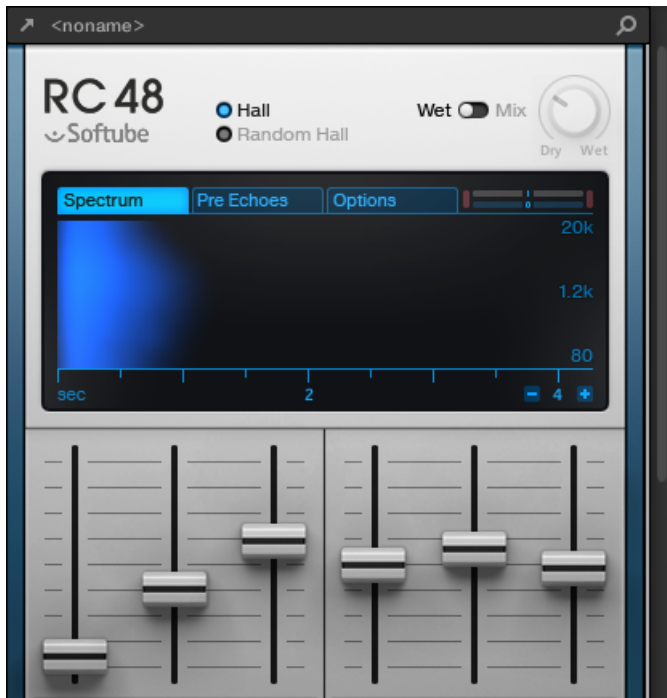 <noname>
RC 48
Softube
Hall
Random Hall
Wet Mix
Dry Wet
Spectrum Pre Echoes Options
I
0
20k
1.2k
80
sec 2 - 4 +